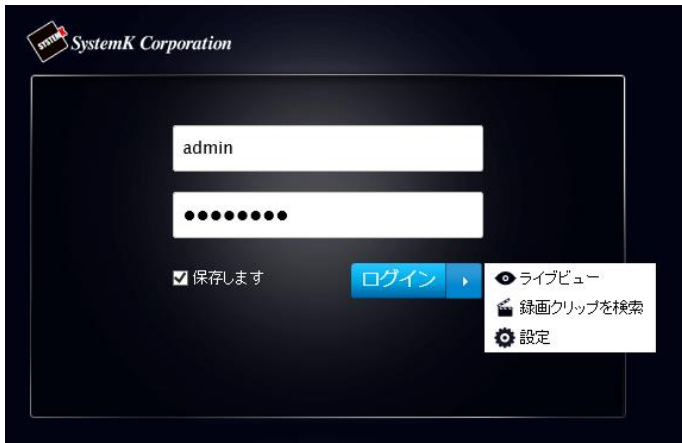 SYSTEM K
SystemK Corporation
admin
保存します
ログイン
ライブビュー
録画クリップを検索
設定